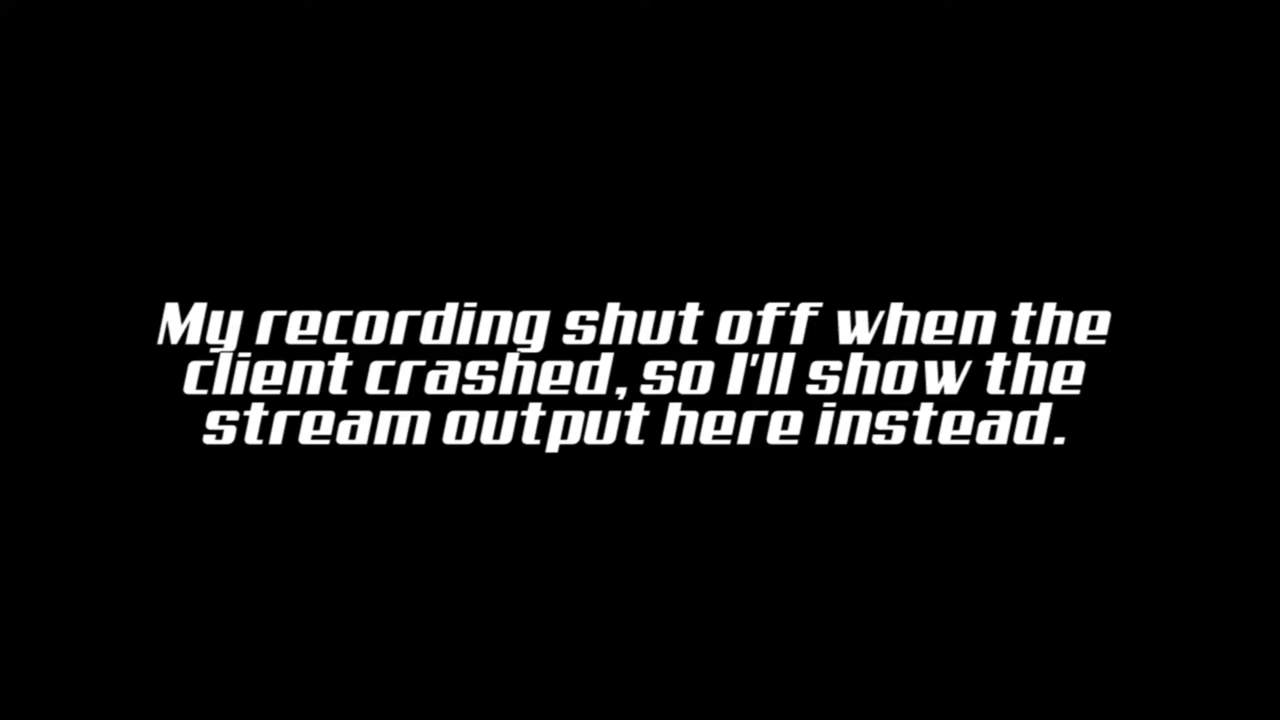 My recording shut off when the
client crashed, so I'll show the
stream output here instead.